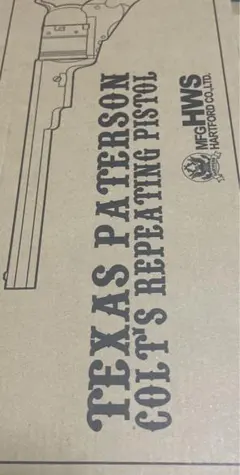 TEXAS PATERSON
COLT'S REPEATING PISTOL
MFG HWS
HARTFORD CO.,LTD.